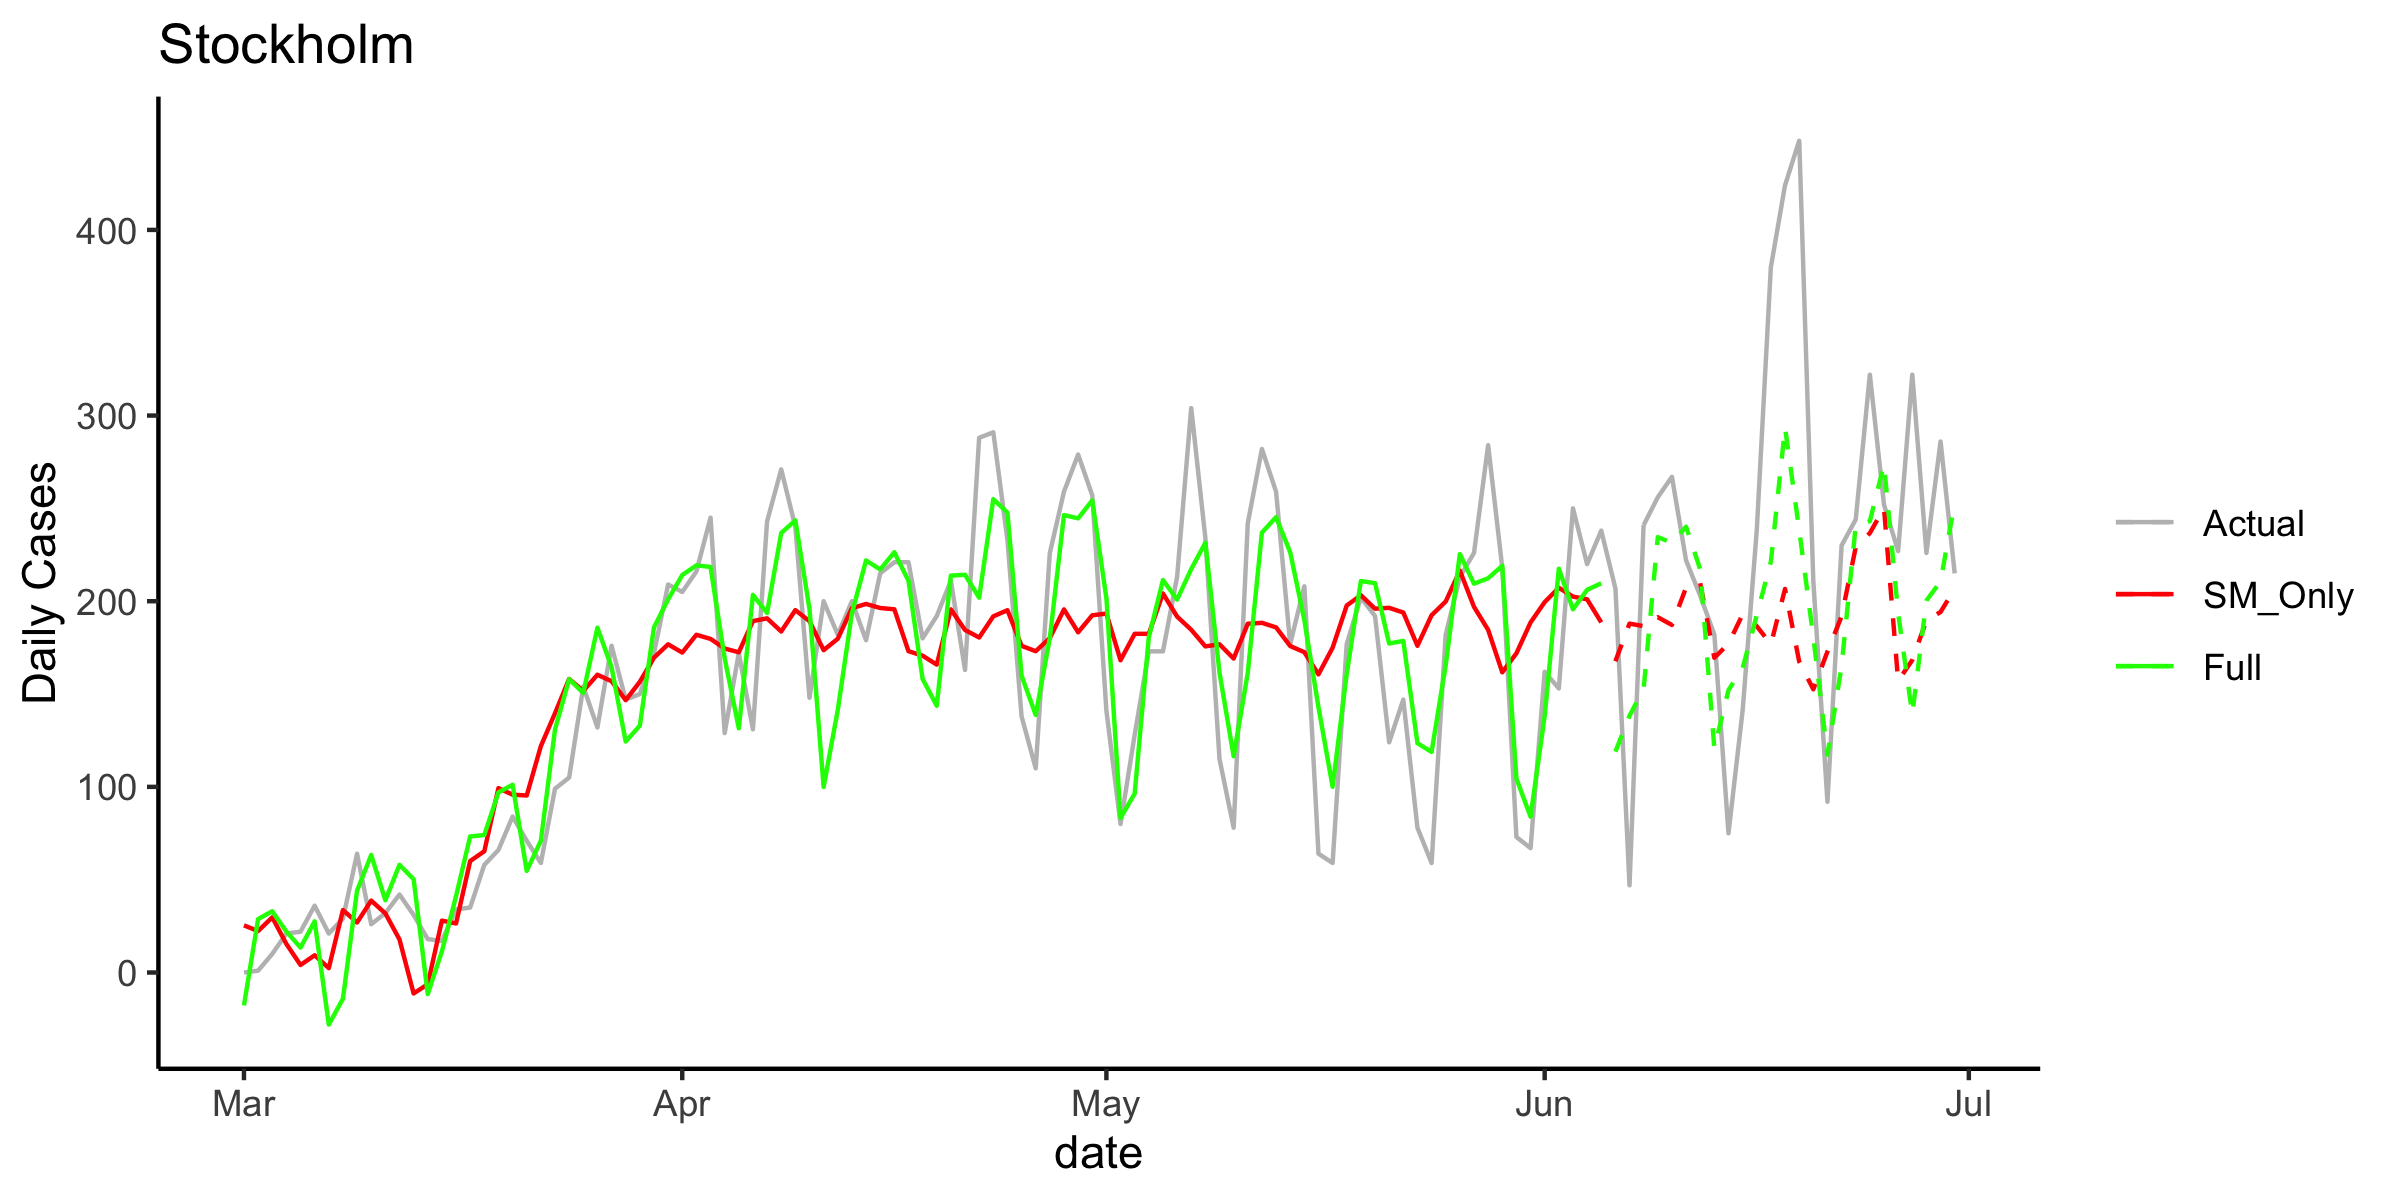 Stockholm
Daily Cases
400
300
200
100
0
Mar Apr May Jun Jul
date
Actual
SM_Only
Full